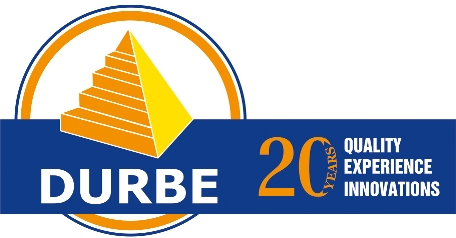 DURBE
20 YEARS
QUALITY
EXPERIENCE
INNOVATIONS